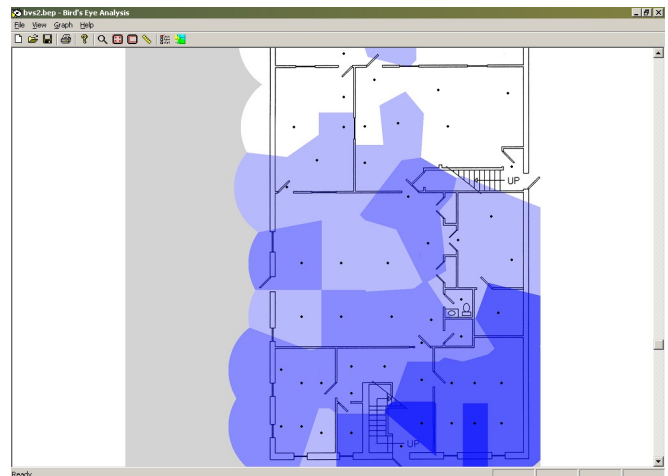 bvs2.bep - Bird's Eye Analysis
File View Graph Help
UP
UP
Ready